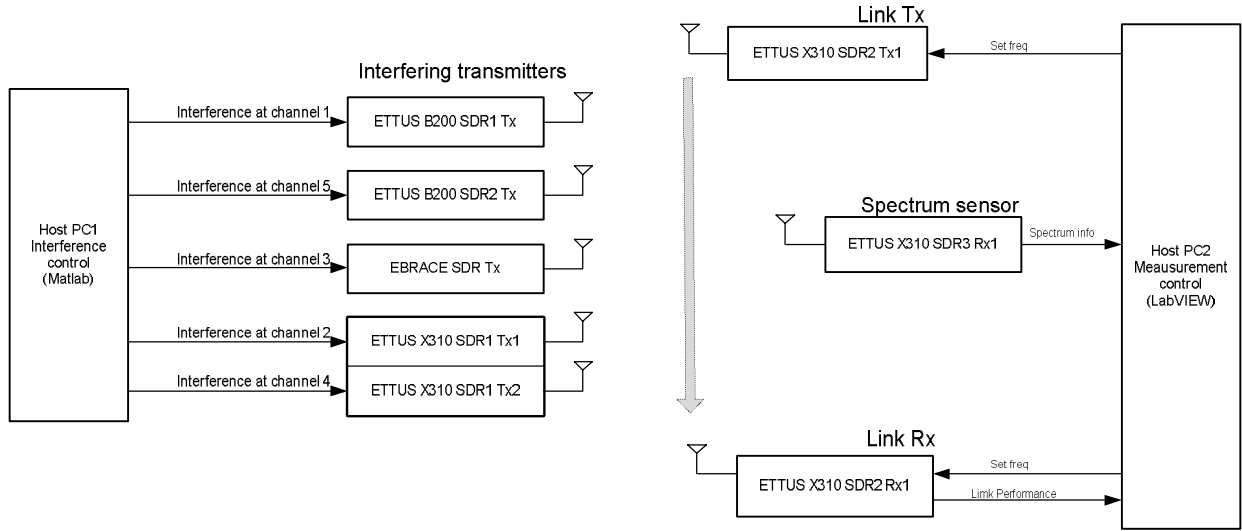 Link Tx
ETTUS X310 SDR2 Tx1
Set freq
Interfering transmitters
Interference at channel 1
ETTUS B200 SDR1 Tx
Interference at channel 5
ETTUS B200 SDR2 Tx
Host PC1
Interference
control
(Matlab)
Interference at channel 3
EBRACE SDR Tx
Interference at channel 2
ETTUS X310 SDR1 Tx1
Interference at channel 4
ETTUS X310 SDR1 Tx2
Spectrum sensor
ETTUS X310 SDR3 Rx1
Spectrum info
Host PC2
Meausurement
control
(LabVIEW)
Link Rx
ETTUS X310 SDR2 Rx1
Set freq
Limk Performance